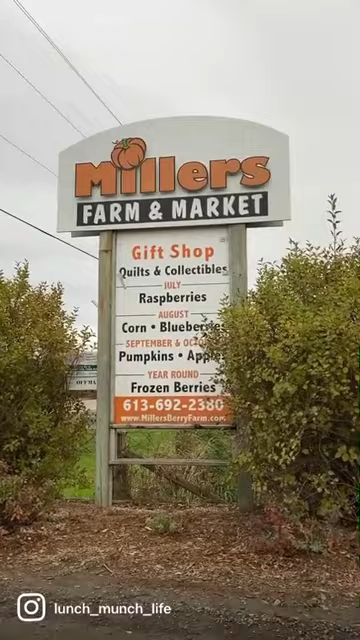 Millers
FARM & MARKET
Gift Shop
Quilts & Collectibles
JULY
Raspberries
AUGUST
Corn • Blueberries
SEPTEMBER & OCTOBER
Pumpkins • Apples
YEAR ROUND
Frozen Berries
613-692-2380
www.MillersBerryFarm.com
lunch_munch_life